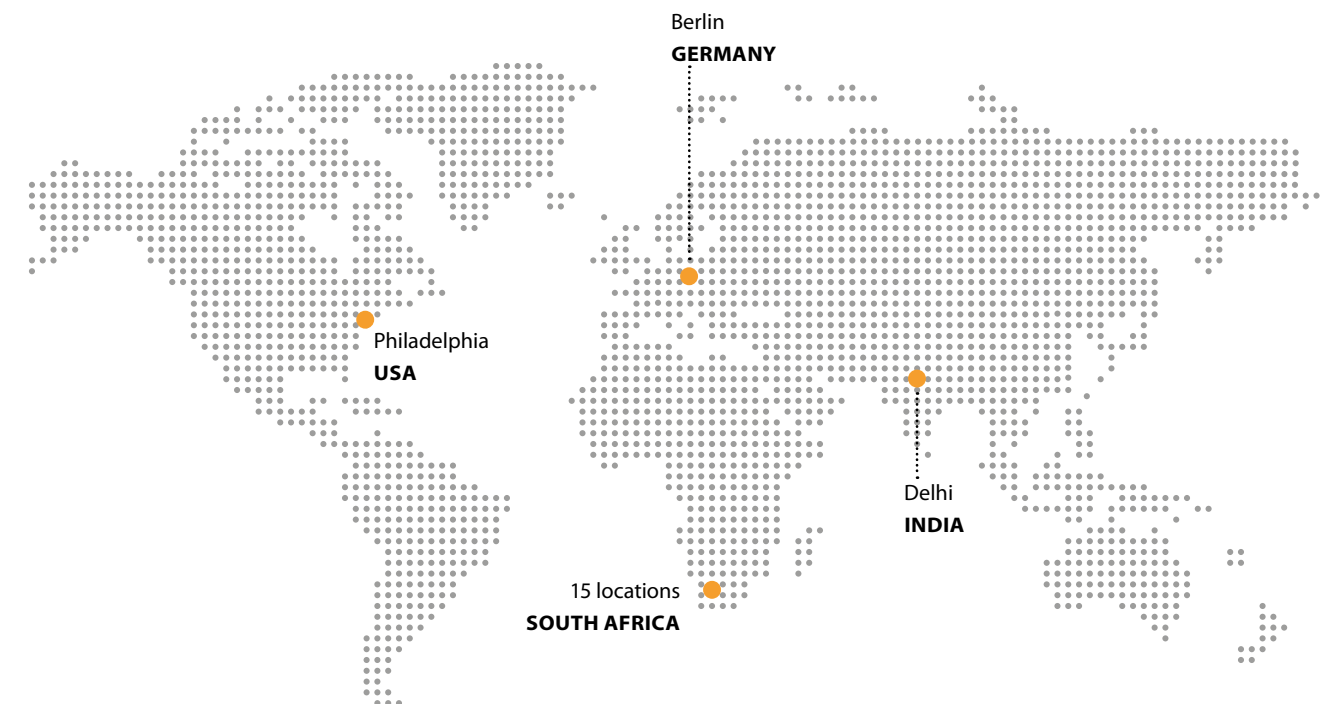 Berlin
GERMANY
Philadelphia
USA
Delhi
INDIA
15 locations
SOUTH AFRICA